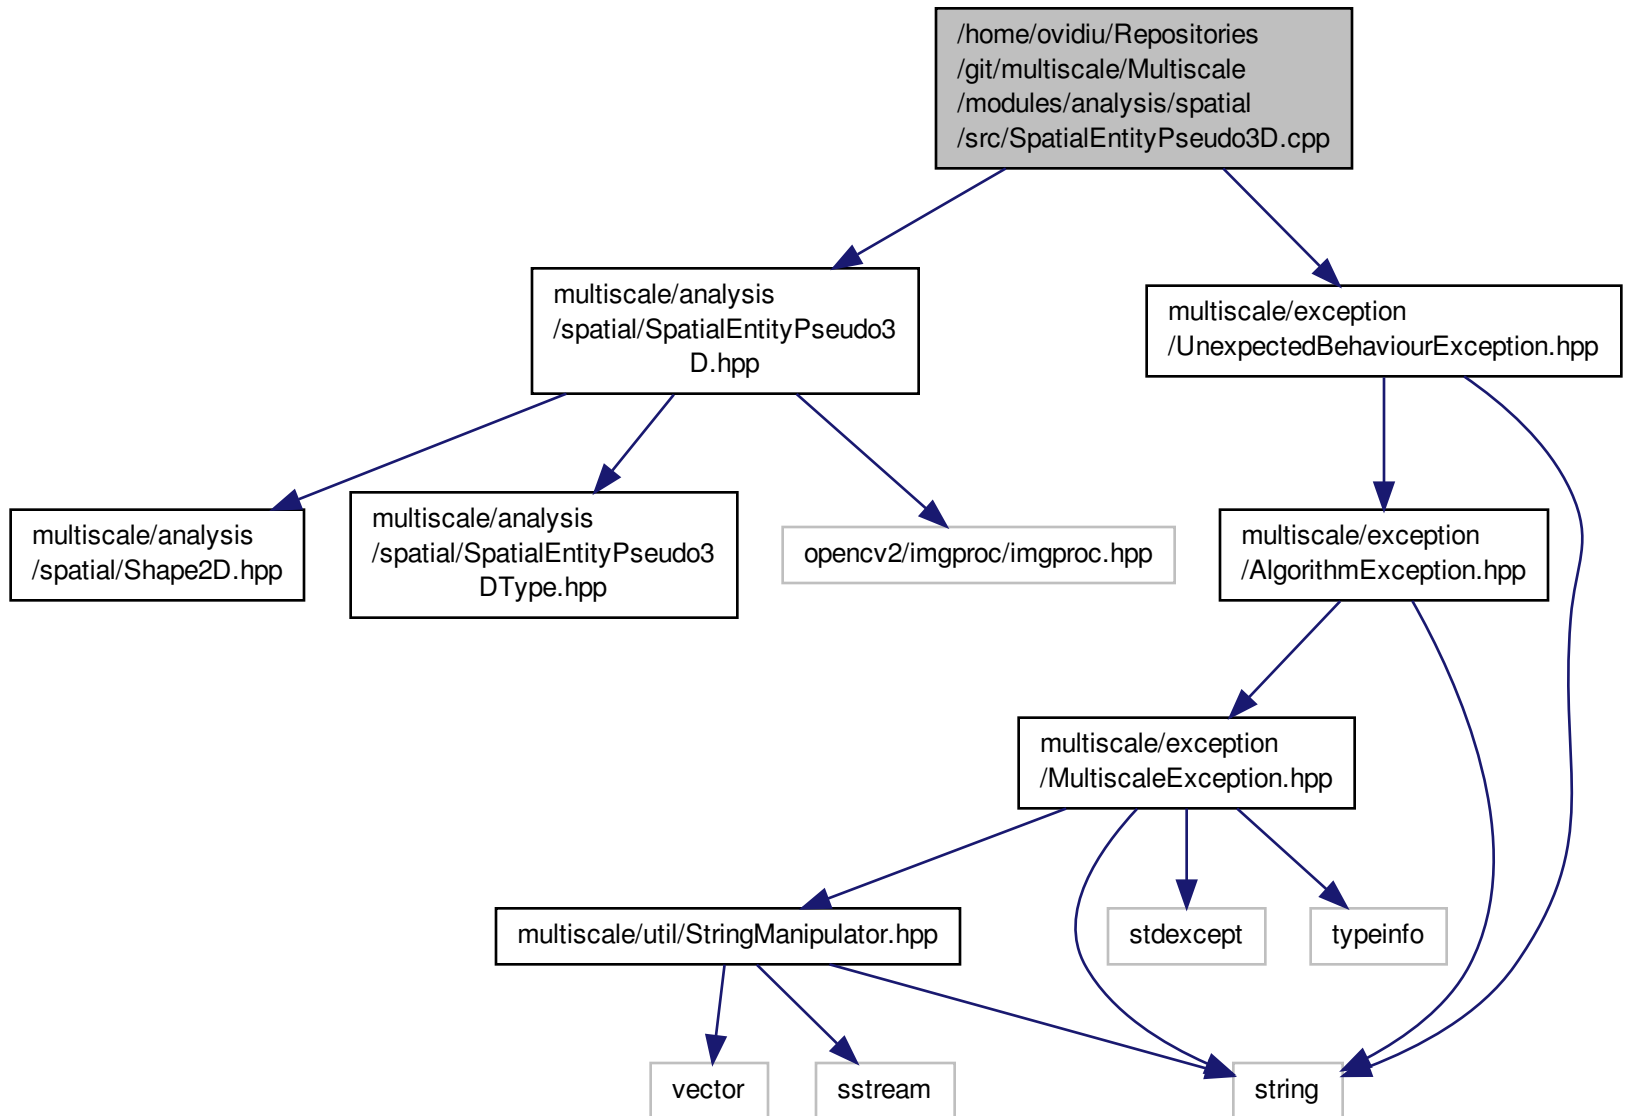 /home/ovidiu/Repositories
/git/multiscale/Multiscale
/modules/analysis/spatial
/src/SpatialEntityPseudo3D.cpp
multiscale/analysis
/spatial/SpatialEntityPseudo3
D.hpp
multiscale/exception
/UnexpectedBehaviourException.hpp
multiscale/analysis
/spatial/Shape2D.hpp
multiscale/analysis
/spatial/SpatialEntityPseudo3
DType.hpp
opencv2/imgproc/imgproc.hpp
multiscale/exception
/AlgorithmException.hpp
multiscale/exception
/MultiscaleException.hpp
multiscale/util/StringManipulator.hpp
stdexcept
typeinfo
vector
sstream
string